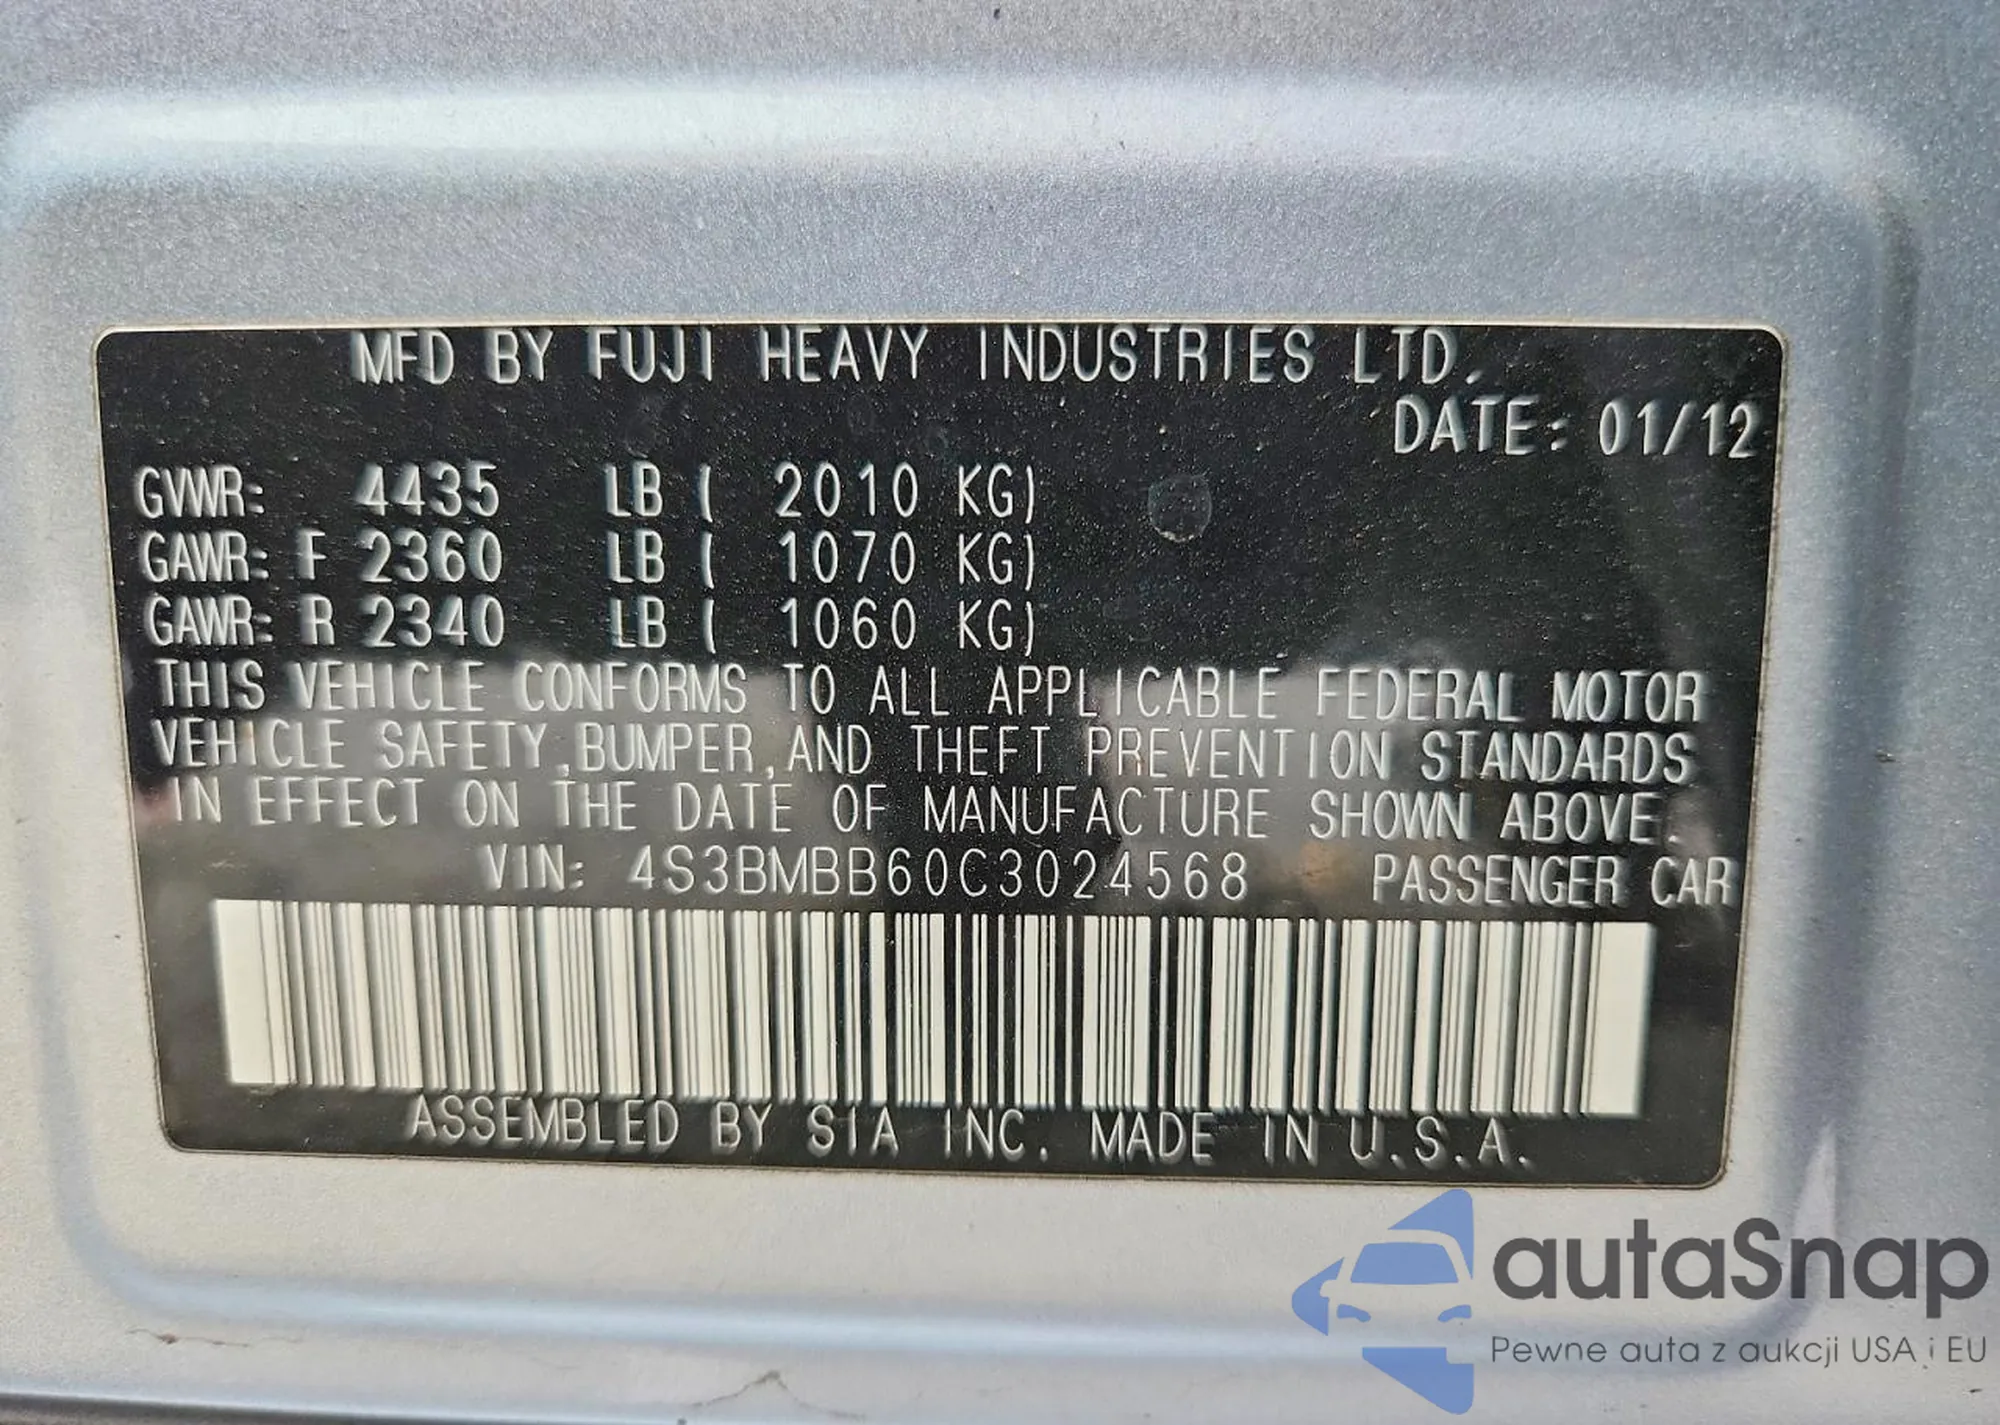 MFD BY FUJI HEAVY INDUSTRIES LTD.
DATE: 01/12
GVWR: 4435 LB ( 2010 KG)
GAWR: F 2360 LB ( 1070 KG)
GAWR: R 2340 LB ( 1060 KG)
THIS VEHICLE CONFORMS TO ALL APPLICABLE FEDERAL MOTOR
VEHICLE SAFETY,BUMPER,AND THEFT PREVENTION STANDARDS
IN EFFECT ON THE DATE OF MANUFACTURE SHOWN ABOVE.
VIN: 4S3BMBB60C3024568 PASSENGER CAR
ASSEMBLED BY SIA INC. MADE IN U.S.A.
autaSnap
Pewne auta z aukcji USA i EU